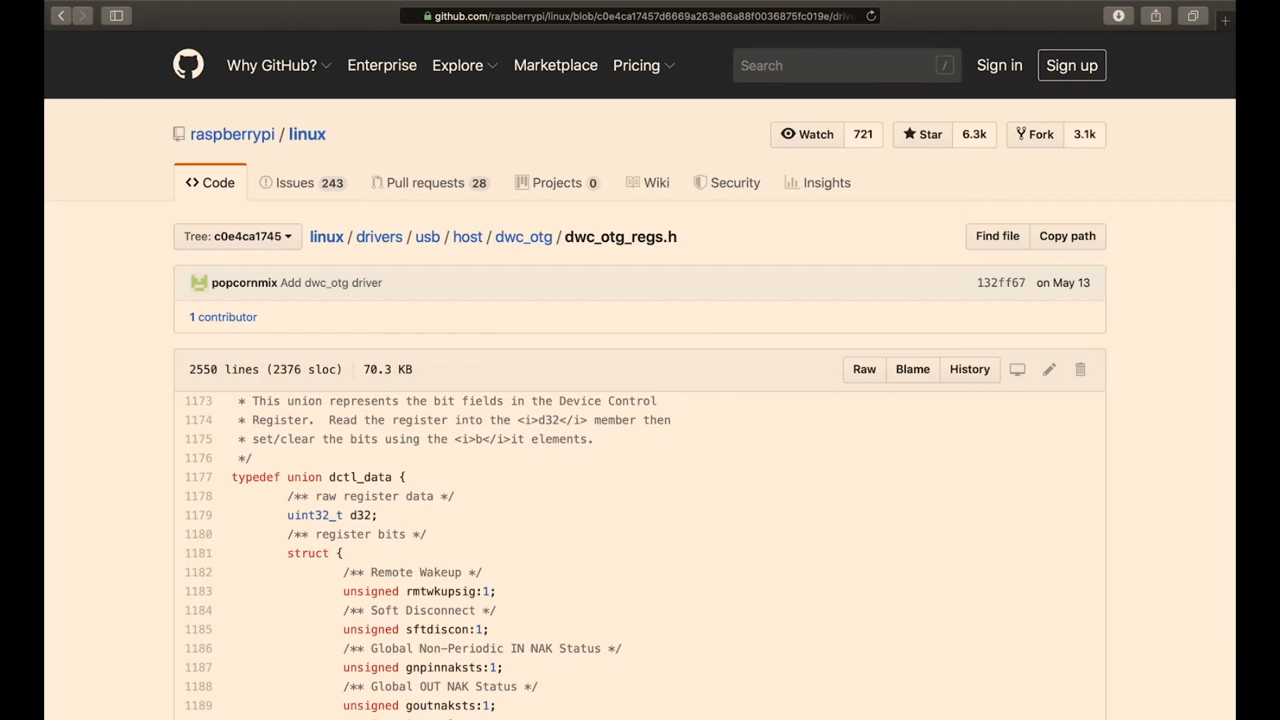 github.com/raspberrypi/linux/blob/c0e4ca17457d6669a263e86a88f0036875fc019e/driv
Why GitHub? Enterprise Explore Marketplace Pricing Search / Sign in Sign up
raspberrypi / linux Watch 721 Star 6.3k Fork 3.1k
Code Issues 243 Pull requests 28 Projects 0 Wiki Security Insights
Tree: c0e4ca1745 linux / drivers / usb / host / dwc_otg / dwc_otg_regs.h Find file Copy path
popcornmix Add dwc_otg driver 132ff67 on May 13
1 contributor
2550 lines (2376 sloc) 70.3 KB Raw Blame History
1173 * This union represents the bit fields in the Device Control
1174 * Register.  Read the register into the <i>d32</i> member then
1175 * set/clear the bits using the <i>b</i>it elements.
1176 */
1177 typedef union dctl_data {
1178 /** raw register data */
1179 uint32_t d32;
1180 /** register bits */
1181 struct {
1182 /** Remote Wakeup */
1183 unsigned rmtwkupsig:1;
1184 /** Soft Disconnect */
1185 unsigned sftdiscon:1;
1186 /** Global Non-Periodic IN NAK Status */
1187 unsigned gnpinnaksts:1;
1188 /** Global OUT NAK Status */
1189 unsigned goutnaksts:1;